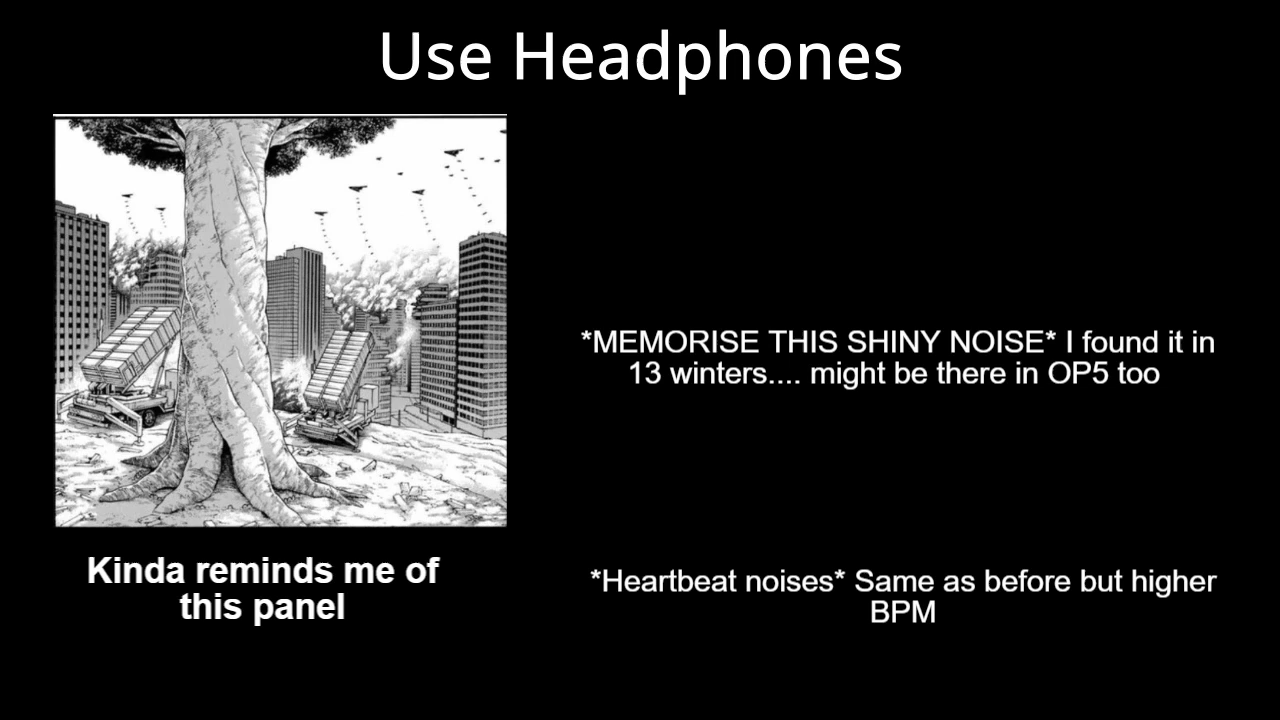 Use Headphones
*MEMORISE THIS SHINY NOISE* I found it in
13 winters.... might be there in OP5 too
Kinda reminds me of
this panel
*Heartbeat noises* Same as before but higher
BPM